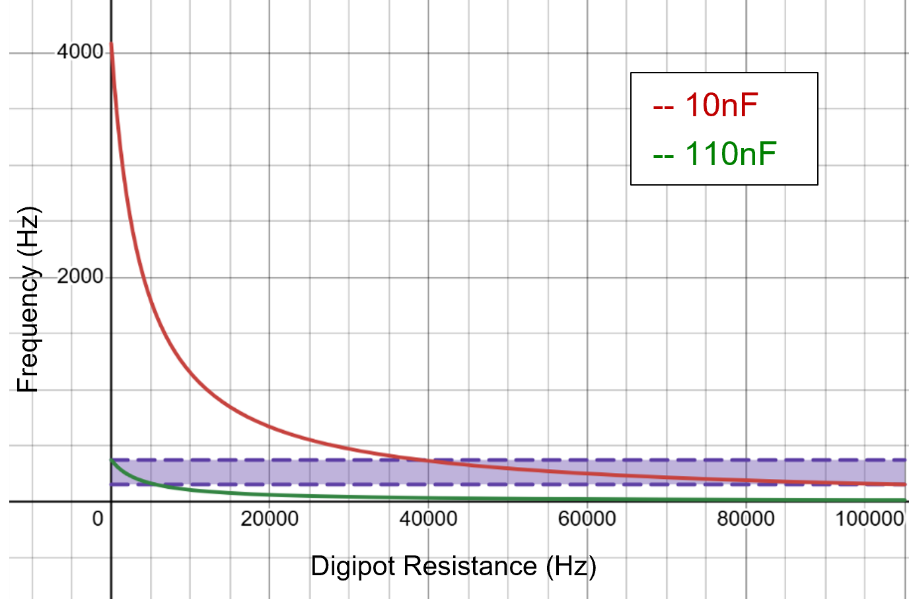 4000
-- 10nF
-- 110nF
2000
Frequency (Hz)
0 20000 40000 60000 80000 100000
Digipot Resistance (Hz)